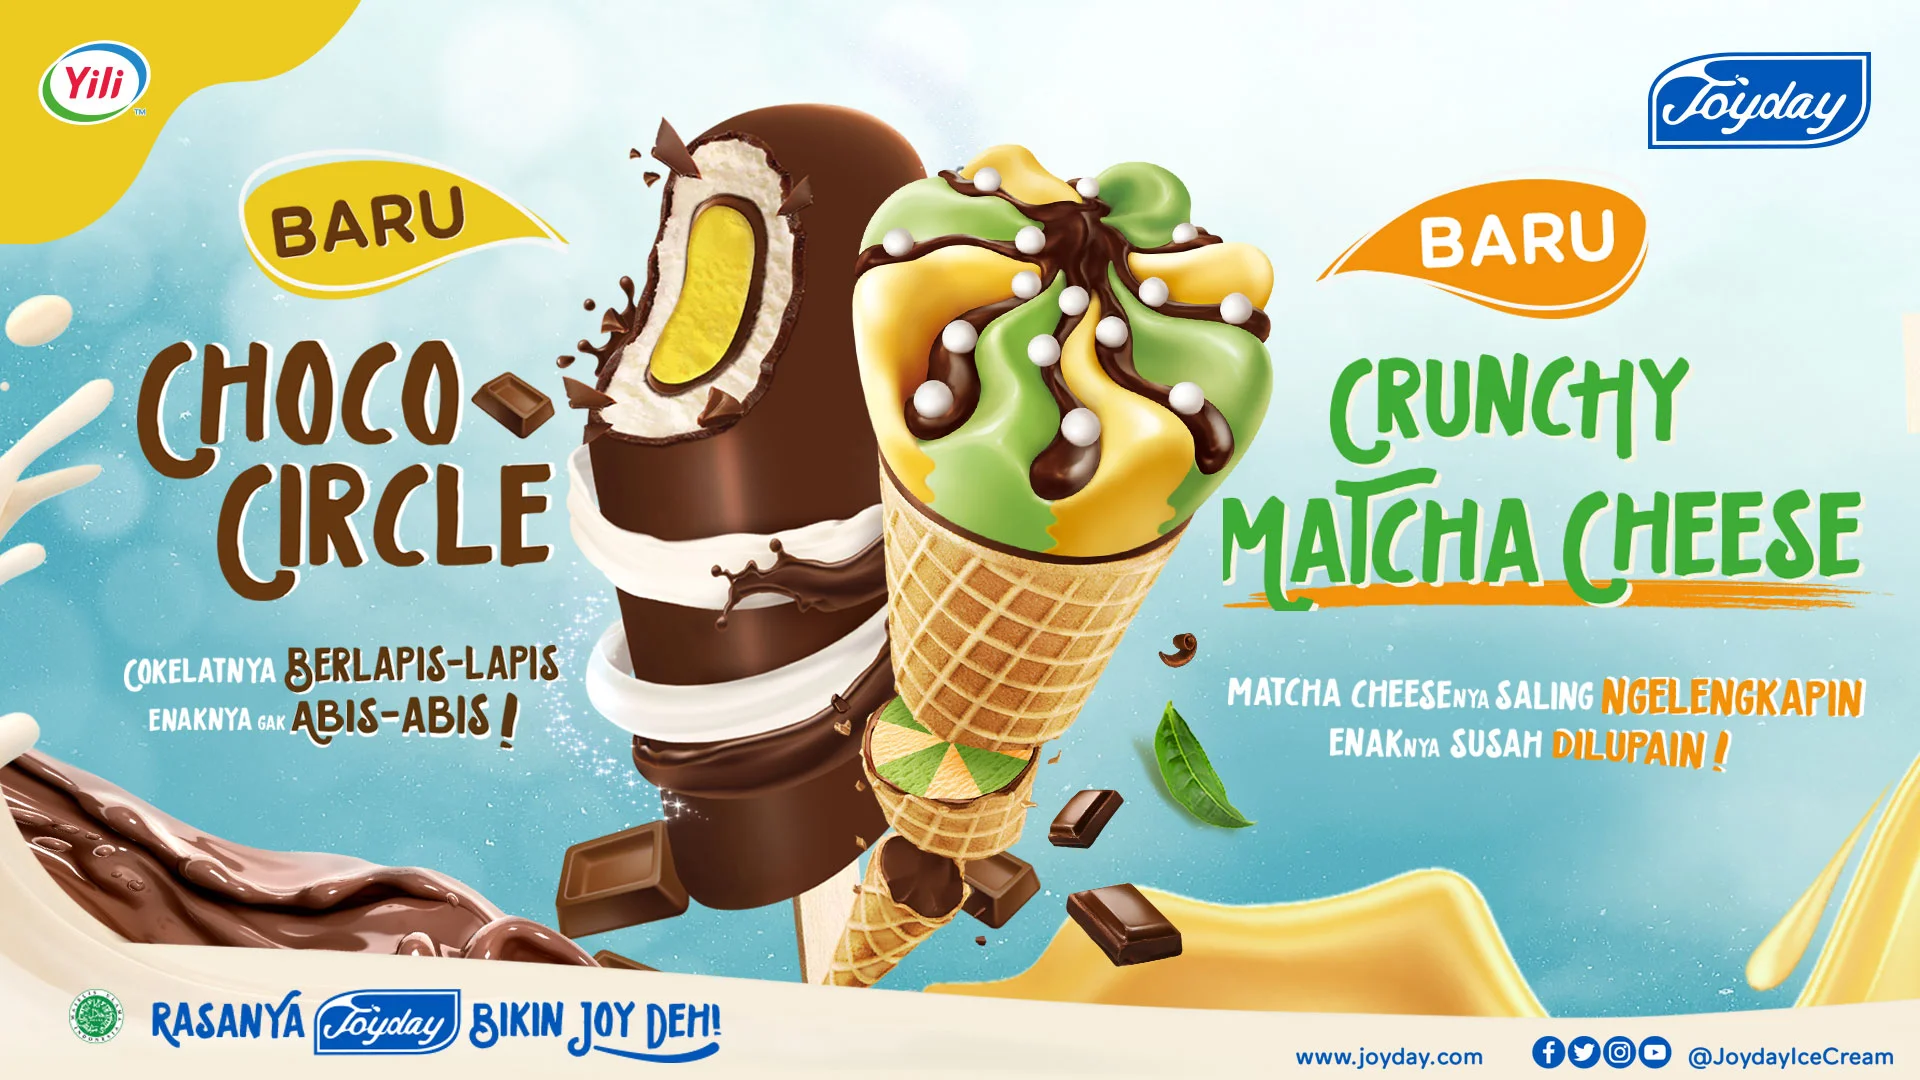 Yili
TM
Joyday
BARU
CHOCO
CIRCLE
COKELATNYA BERLAPIS-LAPIS
ENAKNYA GAK ABIS-ABIS!
BARU
CRUNCHY
MATCHA CHEESE
MATCHA CHEESENYA SALING NGELENGKAPIN
ENAKNYA SUSAH DILUPAIN!
RASANYA Joyday BIKIN JOY DEH!
www.joyday.com
@JoydayIceCream